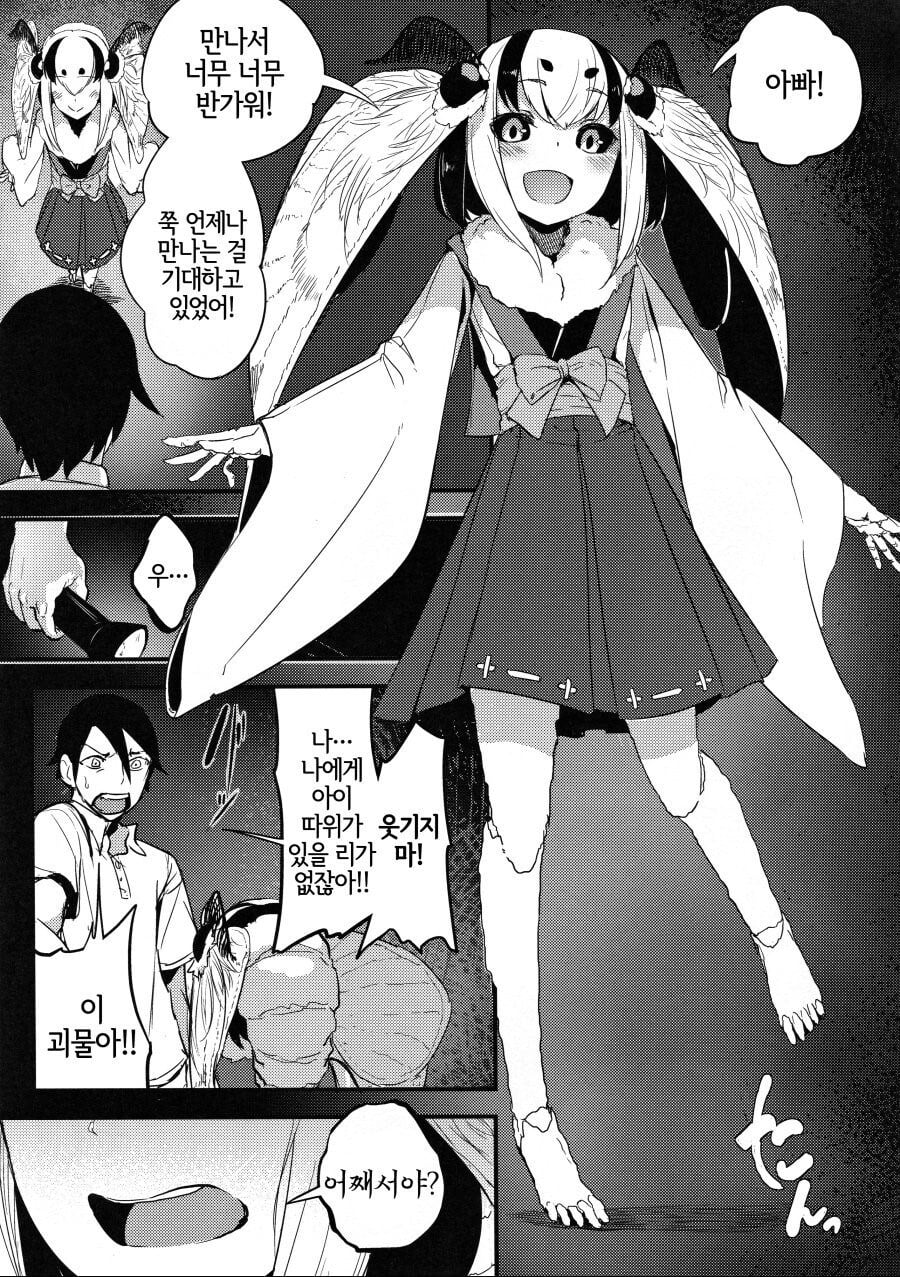 아빠!
만나서
너무 너무
반가워!
쭉 언제나
만나는 걸
기대하고
있었어!
우…
웃기지
마!
나…
나에게
아이
따위가
있을 리가
없잖아!!
이
괴물아!!
어째서야?